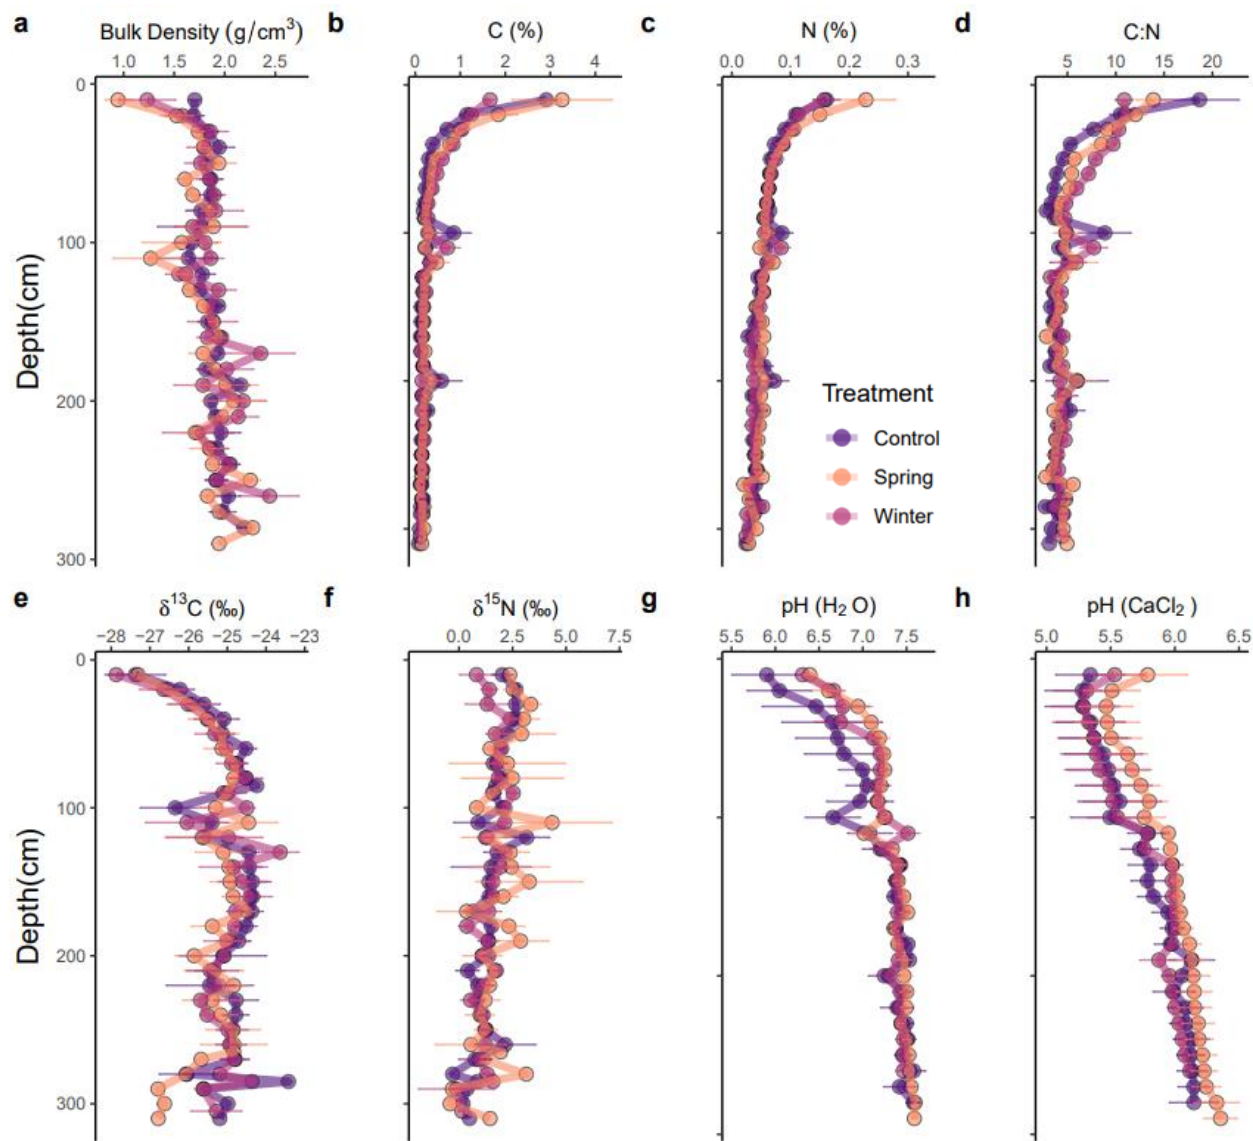 a Bulk Density (g/cm³) b C (%) c N (%) d C:N
1.0 1.5 2.0 2.5 0 1 2 3 4 0.0 0.1 0.2 0.3 5 10 15 20
0
100
Depth(cm)
200
300
Treatment
Control
Spring
Winter
e δ¹³C (‰) f δ¹⁵N (‰) g pH (H₂ O) h pH (CaCl₂ )
−28 −27 −26 −25 −24 −23 0.0 2.5 5.0 7.5 5.5 6.0 6.5 7.0 7.5 5.0 5.5 6.0 6.5
0
100
Depth(cm)
200
300